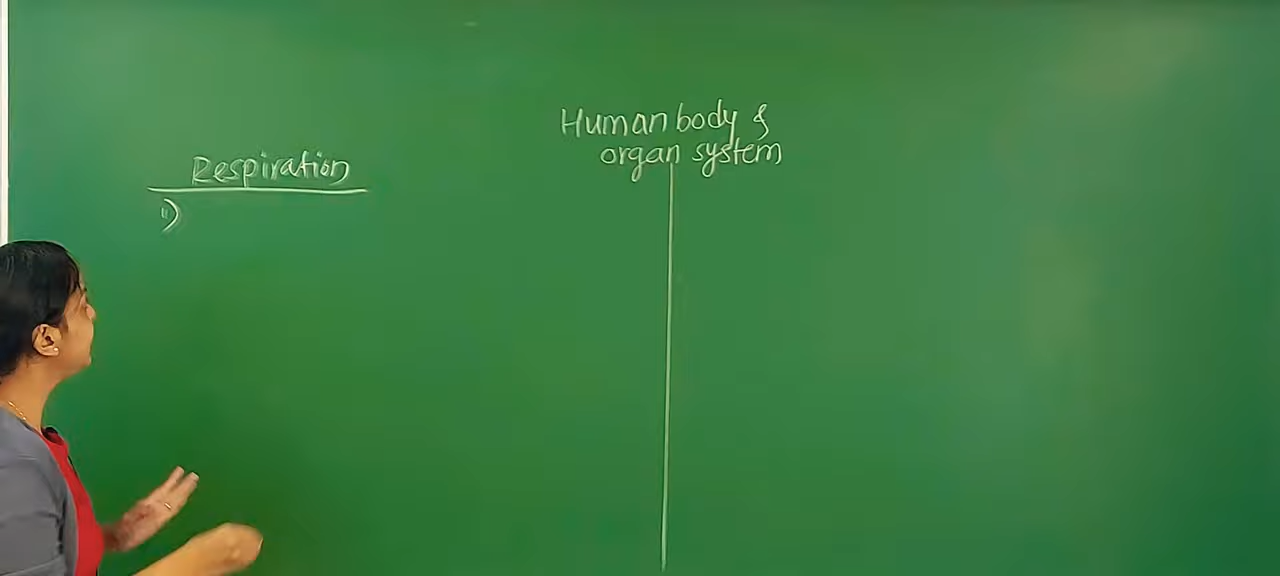 Human body &
organ system
Respiration
1)